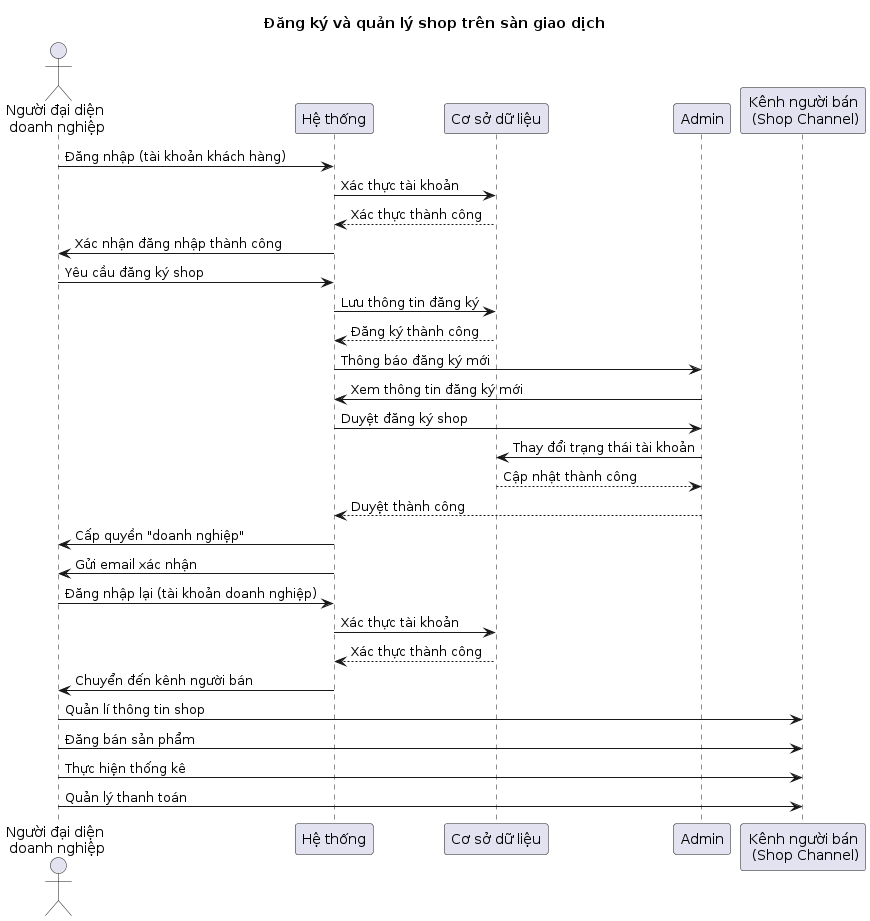 Đăng ký và quản lý shop trên sàn giao dịch
Người đại diện
doanh nghiệp
Hệ thống
Cơ sở dữ liệu
Admin
Kênh người bán
(Shop Channel)
Đăng nhập (tài khoản khách hàng)
Xác thực tài khoản
Xác thực thành công
Xác nhận đăng nhập thành công
Yêu cầu đăng ký shop
Lưu thông tin đăng ký
Đăng ký thành công
Thông báo đăng ký mới
Xem thông tin đăng ký mới
Duyệt đăng ký shop
Thay đổi trạng thái tài khoản
Cập nhật thành công
Duyệt thành công
Cấp quyền "doanh nghiệp"
Gửi email xác nhận
Đăng nhập lại (tài khoản doanh nghiệp)
Xác thực tài khoản
Xác thực thành công
Chuyển đến kênh người bán
Quản lí thông tin shop
Đăng bán sản phẩm
Thực hiện thống kê
Quản lý thanh toán
Người đại diện
doanh nghiệp
Hệ thống
Cơ sở dữ liệu
Admin
Kênh người bán
(Shop Channel)